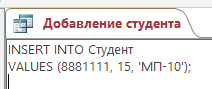 Добавление студента
INSERT INTO Студент
VALUES (8881111, 15, 'МП-10');